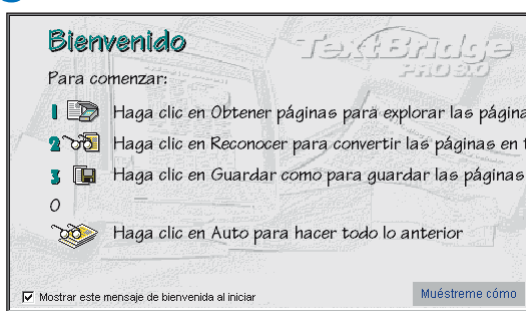 Bienvenido
TextBridge
PRO 9.0
Para comenzar:
1 Haga clic en Obtener páginas para explorar las página
2 Haga clic en Reconocer para convertir las páginas en
3 Haga clic en Guardar como para guardar las páginas
O
Haga clic en Auto para hacer todo lo anterior
Mostrar este mensaje de bienvenida al iniciar
Muéstreme cómo